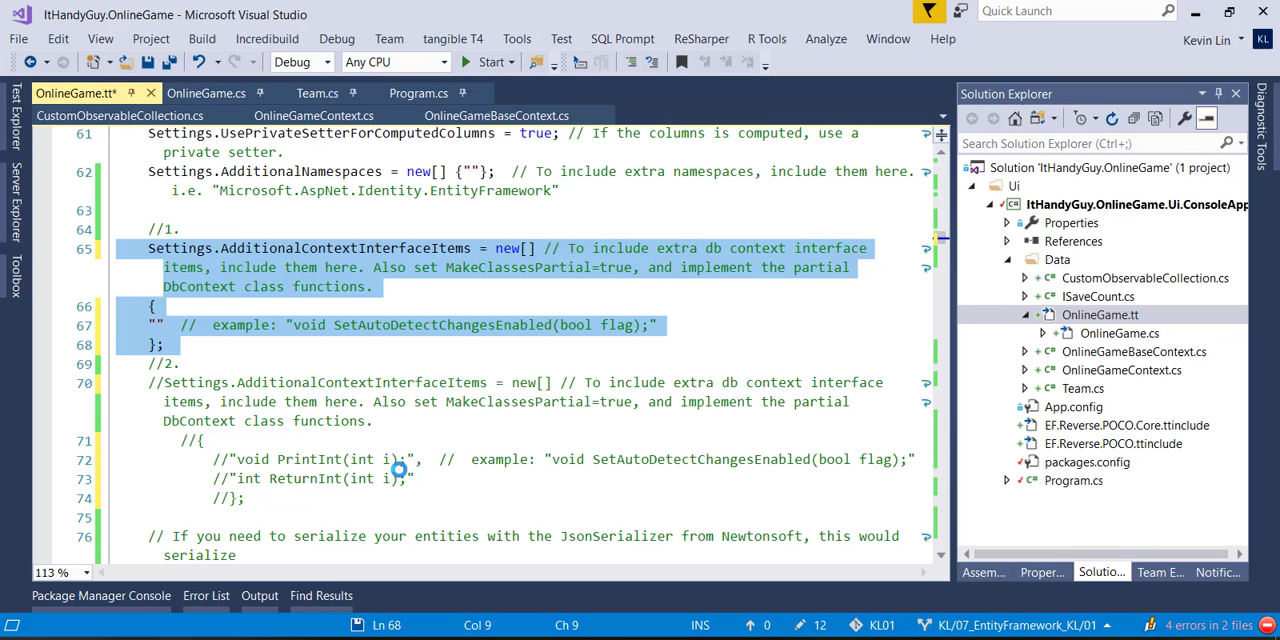 ItHandyGuy.OnlineGame - Microsoft Visual Studio
Quick Launch
File Edit View Project Build Incredibuild Debug Team tangible T4 Tools Test SQL Prompt ReSharper R Tools Analyze Window Help
Kevin Lin KL
Debug Any CPU Start
OnlineGame.tt* OnlineGame.cs Team.cs Program.cs
CustomObservableCollection.cs OnlineGameContext.cs OnlineGameBaseContext.cs
Test Explorer
Server Explorer
Toolbox
61 Settings.UsePrivateSetterForComputedColumns = true; // If the columns is computed, use a
private setter.
62 Settings.AdditionalNamespaces = new[] {""}; // To include extra namespaces, include them here.
i.e. "Microsoft.AspNet.Identity.EntityFramework"
63
64 //1.
65 Settings.AdditionalContextInterfaceItems = new[] // To include extra db context interface
items, include them here. Also set MakeClassesPartial=true, and implement the partial
DbContext class functions.
66 {
67 "" // example: "void SetAutoDetectChangesEnabled(bool flag);"
68 };
69 //2.
70 //Settings.AdditionalContextInterfaceItems = new[] // To include extra db context interface
items, include them here. Also set MakeClassesPartial=true, and implement the partial
DbContext class functions.
71 //{
72 //"void PrintInt(int i);", // example: "void SetAutoDetectChangesEnabled(bool flag);"
73 //"int ReturnInt(int i);"
74 //};
75
76 // If you need to serialize your entities with the JsonSerializer from Newtonsoft, this would
serialize
113 %
Solution Explorer
Search Solution Explorer (Ctrl+;)
Solution 'ItHandyGuy.OnlineGame' (1 project)
Ui
ItHandyGuy.OnlineGame.Ui.ConsoleApp
Properties
References
Data
CustomObservableCollection.cs
ISaveCount.cs
OnlineGame.tt
OnlineGame.cs
OnlineGameBaseContext.cs
OnlineGameContext.cs
Team.cs
App.config
EF.Reverse.POCO.Core.ttinclude
EF.Reverse.POCO.ttinclude
packages.config
Program.cs
Assem... Proper... Solutio... Team E... Notific...
Diagnostic Tools
Package Manager Console Error List Output Find Results
Ln 68 Col 9 Ch 9 INS 0 12 KL01 KL/07_EntityFramework_KL/01 4 errors in 2 files